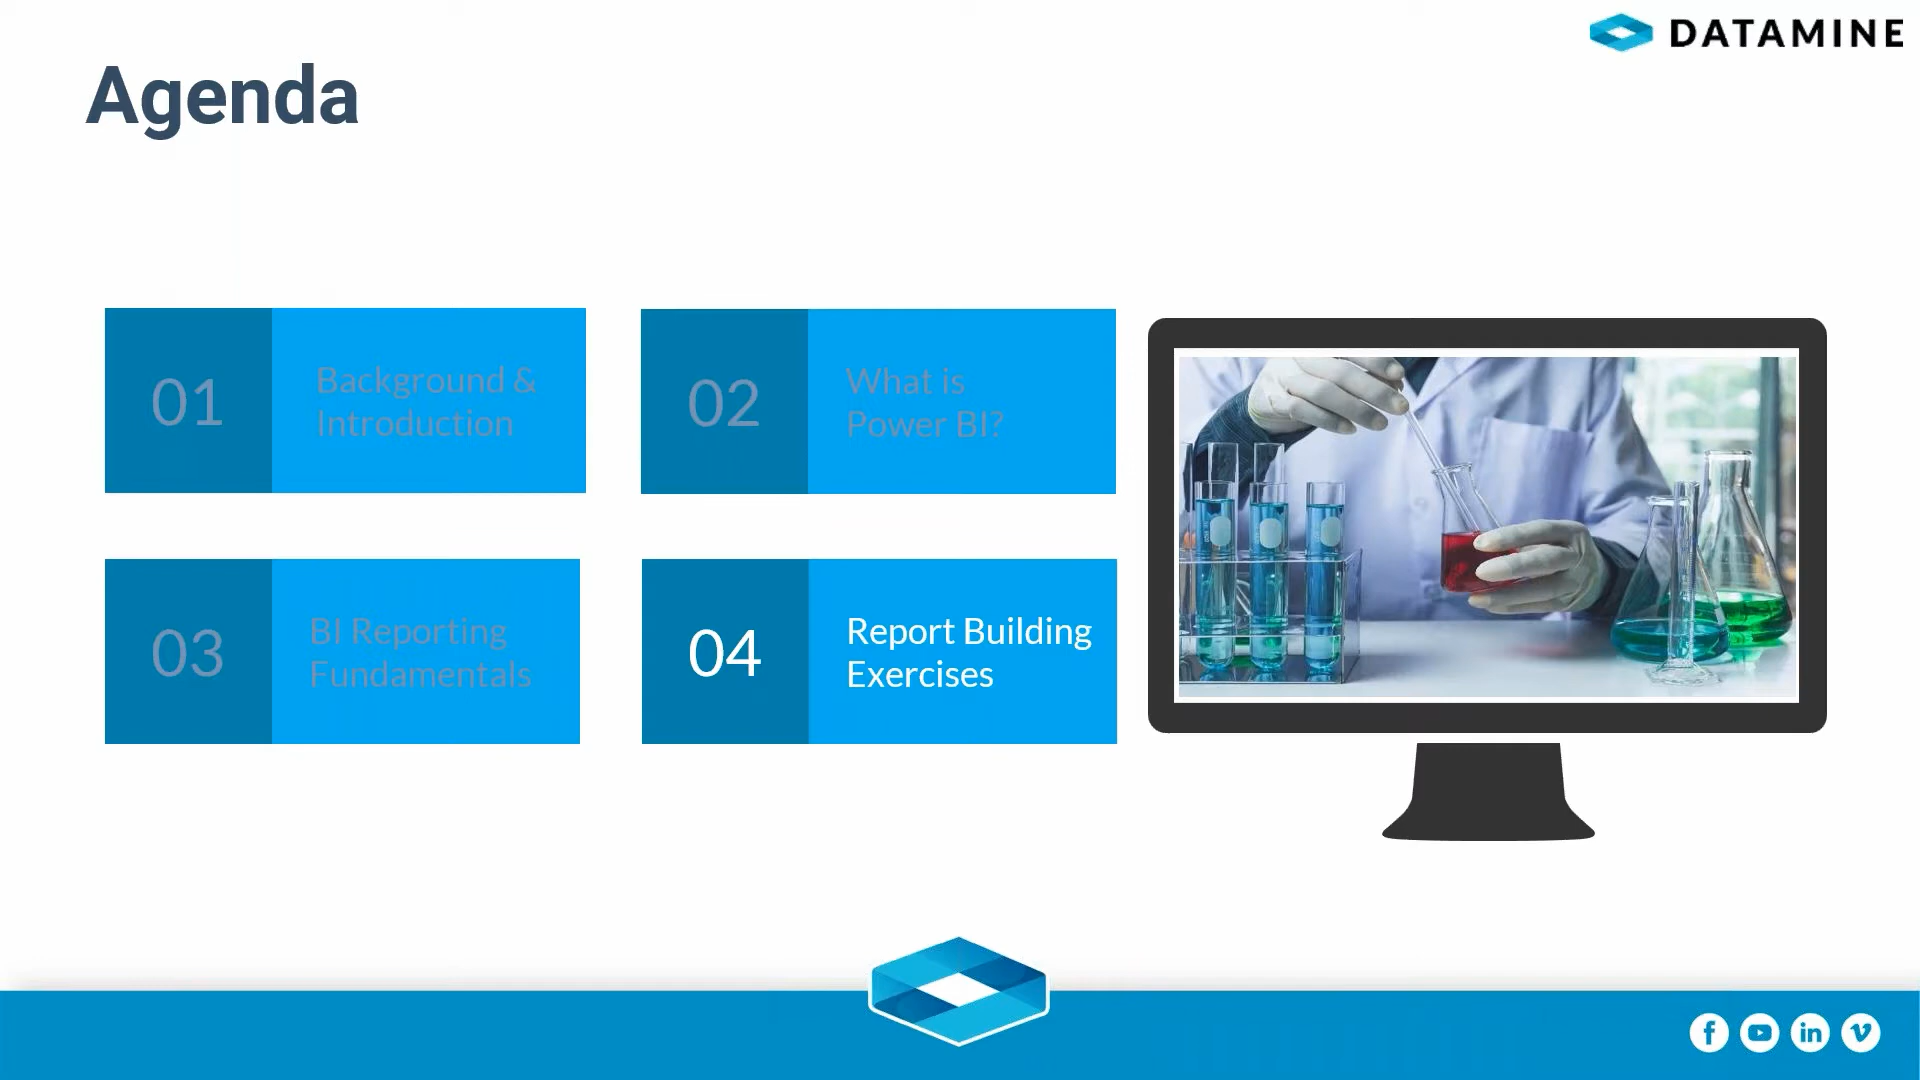 DATAMINE
Agenda
01
Background &
Introduction
02
What is
Power BI?
03
BI Reporting
Fundamentals
04
Report Building
Exercises